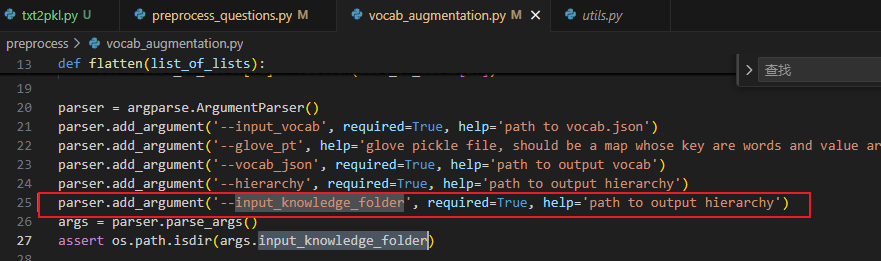 txt2pkl.py U
preprocess_questions.py M
vocab_augmentation.py M
utils.py
preprocess > vocab_augmentation.py
13 def flatten(list_of_lists):
查找
19
20 parser = argparse.ArgumentParser()
21 parser.add_argument('--input_vocab', required=True, help='path to vocab.json')
22 parser.add_argument('--glove_pt', help='glove pickle file, should be a map whose key are words and value ar
23 parser.add_argument('--vocab_json', required=True, help='path to output vocab')
24 parser.add_argument('--hierarchy', required=True, help='path to output hierarchy')
25 parser.add_argument('--input_knowledge_folder', required=True, help='path to output hierarchy')
26 args = parser.parse_args()
27 assert os.path.isdir(args.input_knowledge_folder)
28